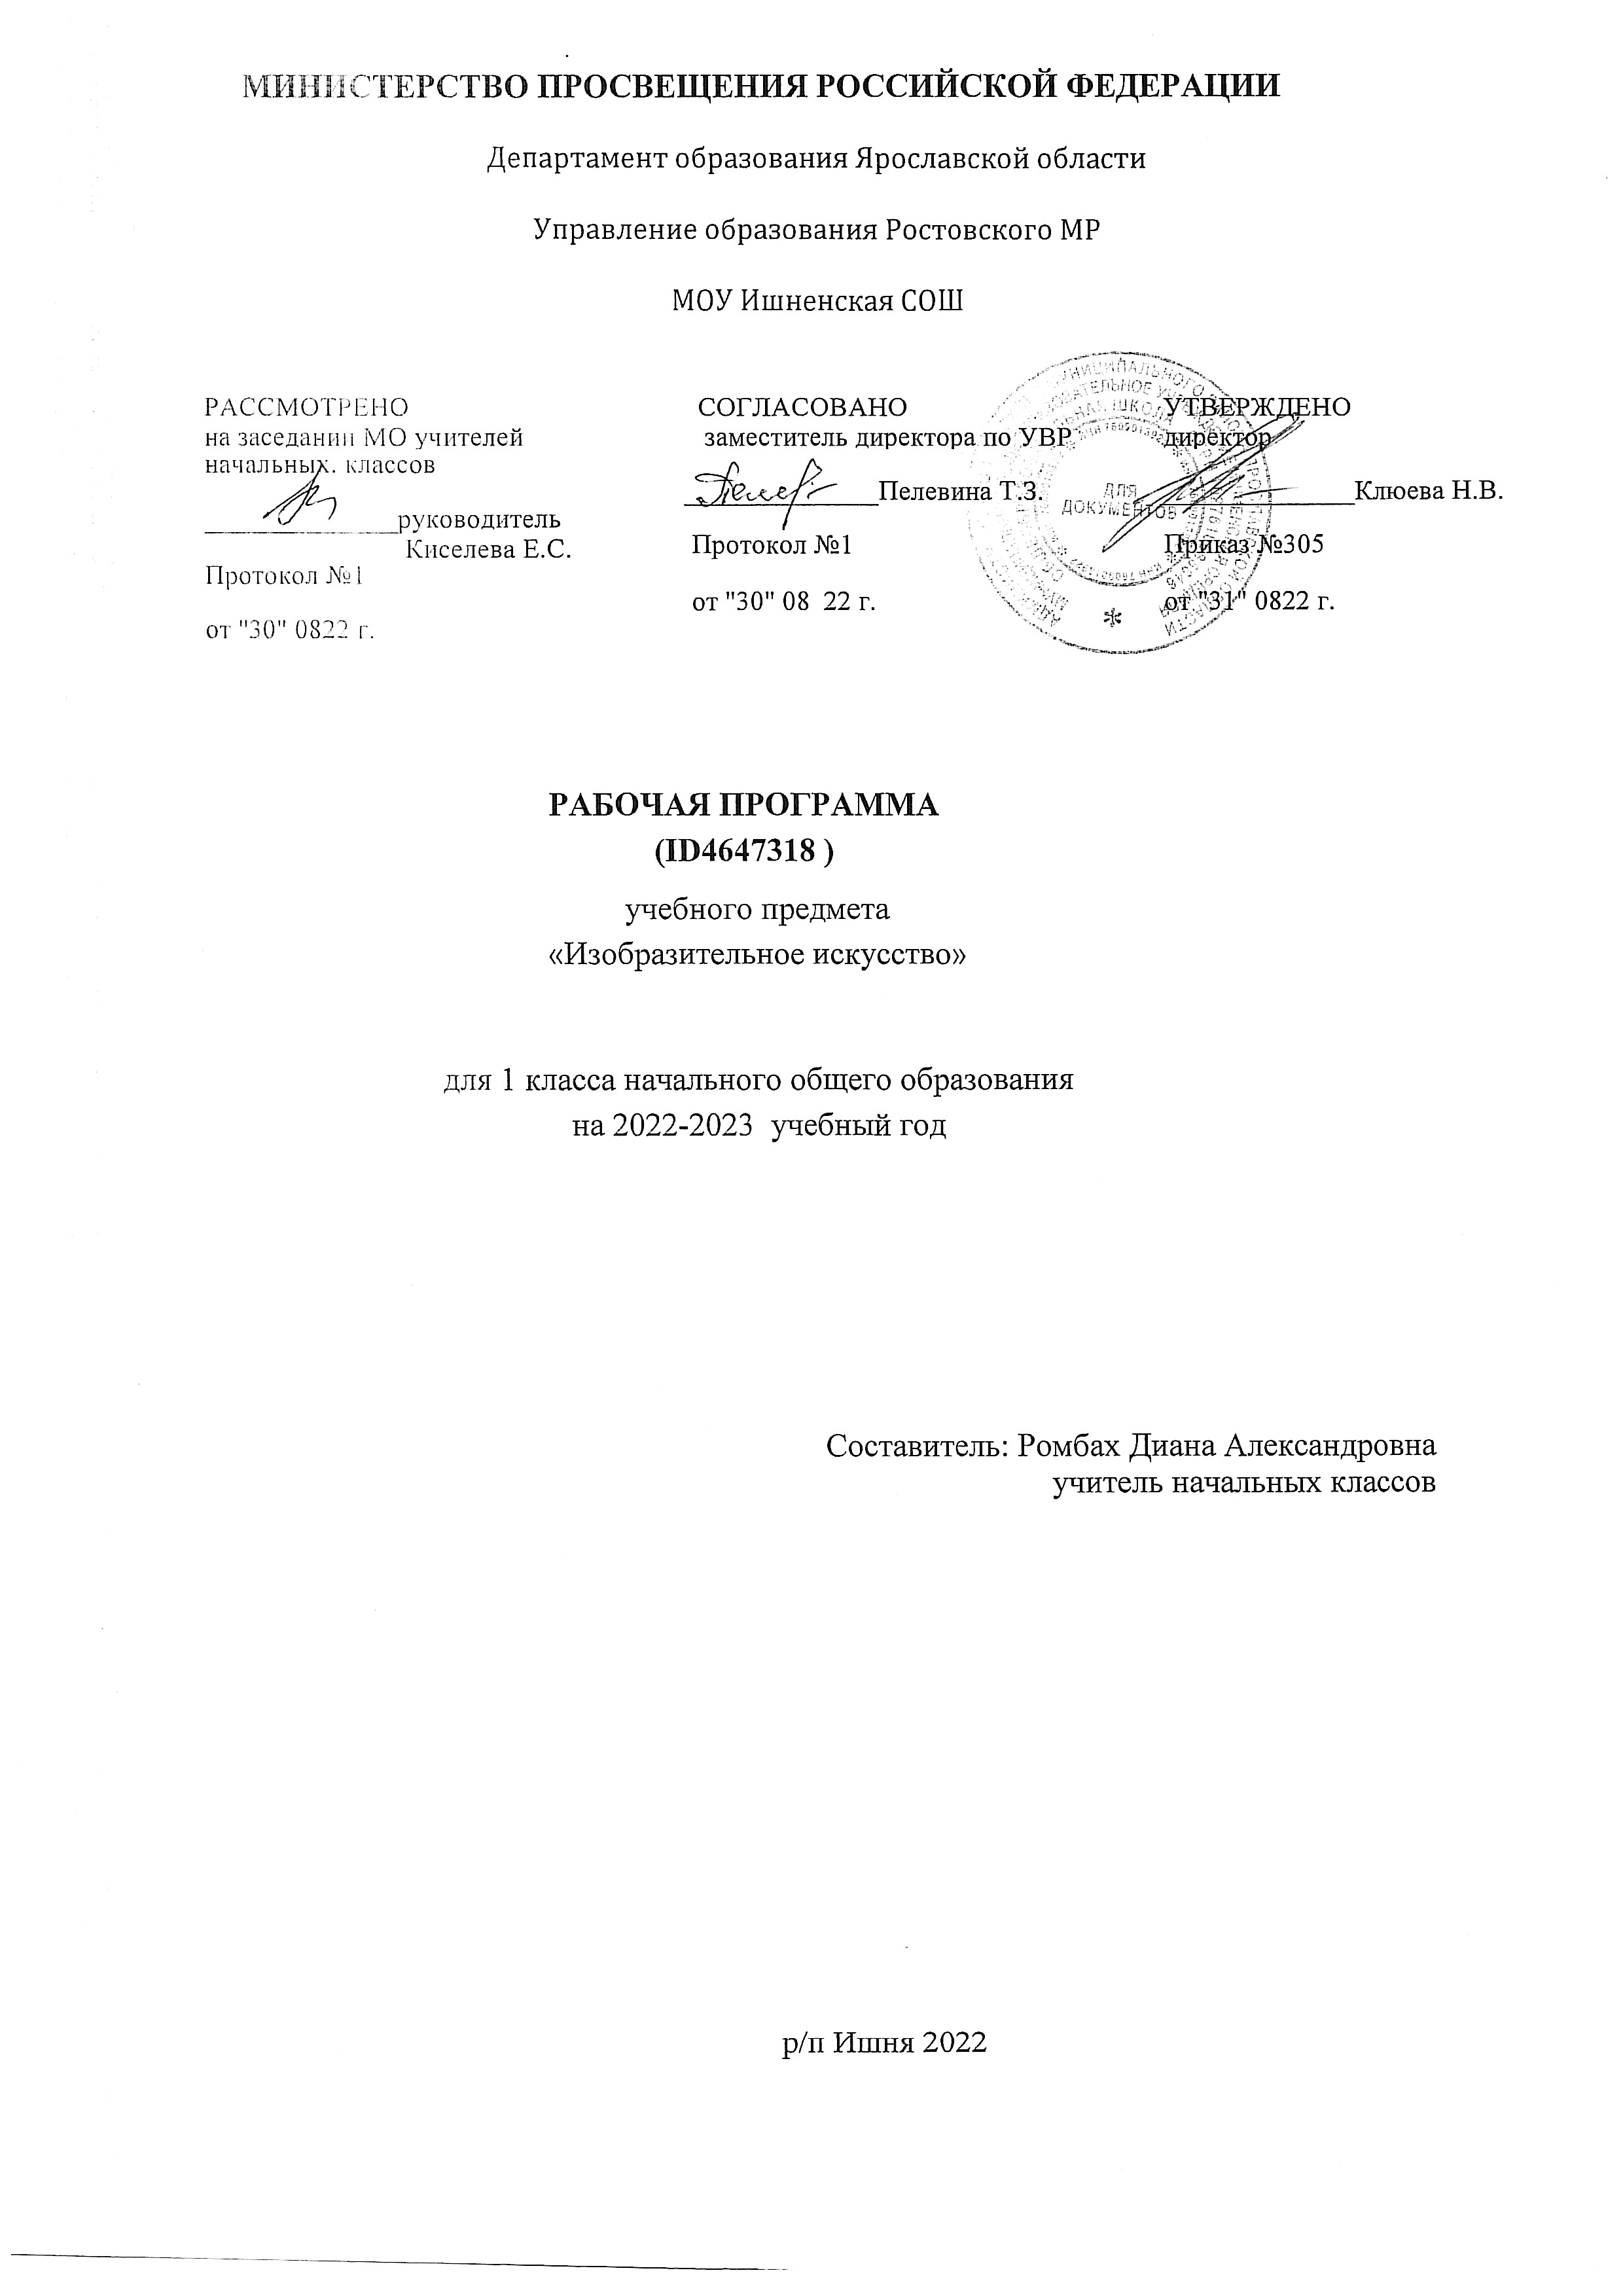 МИНИСТЕРСТВО ПРОСВЕЩЕНИЯ РОССИЙСКОЙ ФЕДЕРАЦИИ
Департамент образования Ярославской области
Управление образования Ростовского МР
МОУ Ишненская СОШ
РАССМОТРЕНО
на заседании МО учителей
начальных. классов
руководитель
Киселева Е.С.
Протокол №1
от "30" 0822 г.
СОГЛАСОВАНО
заместитель директора по УВР
Пелевина Т.З.
Протокол №1
от "30" 08 22 г.
УТВЕРЖДЕНО
директор
Клюева Н.В.
Приказ №305
от "31" 0822 г.
ДЛЯ
ДОКУМЕНТОВ
РАБОЧАЯ ПРОГРАММА
(ID4647318 )
учебного предмета
«Изобразительное искусство»
для 1 класса начального общего образования
на 2022-2023 учебный год
Составитель: Ромбах Диана Александровна
учитель начальных классов
р/п Ишня 2022